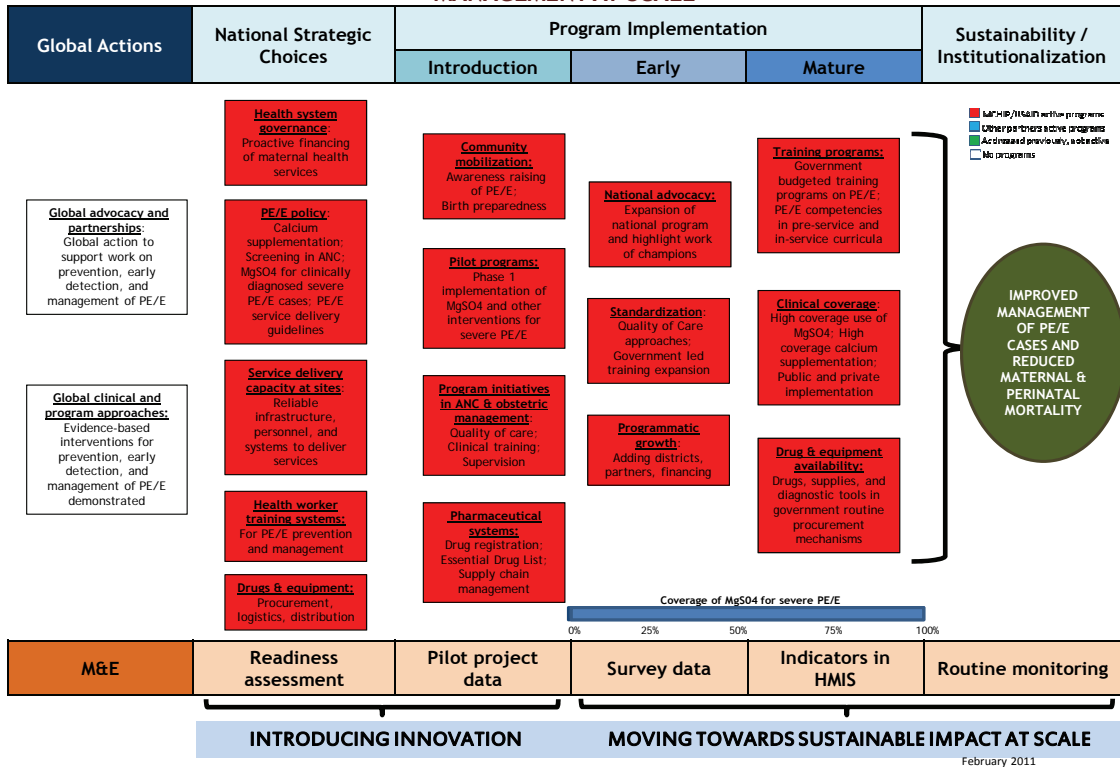 MANAGEMENT AT SCALE
Global Actions
National Strategic
Choices
Program Implementation
Introduction
Early
Mature
Sustainability /
Institutionalization
Global advocacy and
partnerships:
Global action to
support work on
prevention, early
detection, and
management of PE/E
Global clinical and
program approaches:
Evidence-based
interventions for
prevention, early
detection, and
management of PE/E
demonstrated
Health system
governance:
Proactive financing
of maternal health
services
PE/E policy:
Calcium
supplementation;
Screening in ANC;
MgSO4 for clinically
diagnosed severe
PE/E cases; PE/E
service delivery
guidelines
Service delivery
capacity at sites:
Reliable
infrastructure,
personnel, and
systems to deliver
services
Health worker
training systems:
For PE/E prevention
and management
Drugs & equipment:
Procurement,
logistics, distribution
Community
mobilization:
Awareness raising
of PE/E;
Birth preparedness
Pilot programs:
Phase 1
implementation of
MgSO4 and other
interventions for
severe PE/E
Program initiatives
in ANC & obstetric
management:
Quality of care;
Clinical training;
Supervision
Pharmaceutical
systems:
Drug registration;
Essential Drug List;
Supply chain
management
National advocacy:
Expansion of
national program
and highlight work
of champions
Standardization:
Quality of Care
approaches;
Government led
training expansion
Programmatic
growth:
Adding districts,
partners, financing
Training programs:
Government
budgeted training
programs on PE/E;
PE/E competencies
in pre-service and
in-service curricula
Clinical coverage:
High coverage use of
MgSO4; High
coverage calcium
supplementation;
Public and private
implementation
Drug & equipment
availability:
Drugs, supplies, and
diagnostic tools in
government routine
procurement
mechanisms
MCHIP/USAID active programs
Other partners active programs
Addressed previously, not active
No programs
IMPROVED
MANAGEMENT
OF PE/E
CASES AND
REDUCED
MATERNAL &
PERINATAL
MORTALITY
Coverage of MgS04 for severe PE/E
0% 25% 50% 75% 100%
M&E
Readiness
assessment
Pilot project
data
Survey data
Indicators in
HMIS
Routine monitoring
INTRODUCING INNOVATION
MOVING TOWARDS SUSTAINABLE IMPACT AT SCALE
February 2011